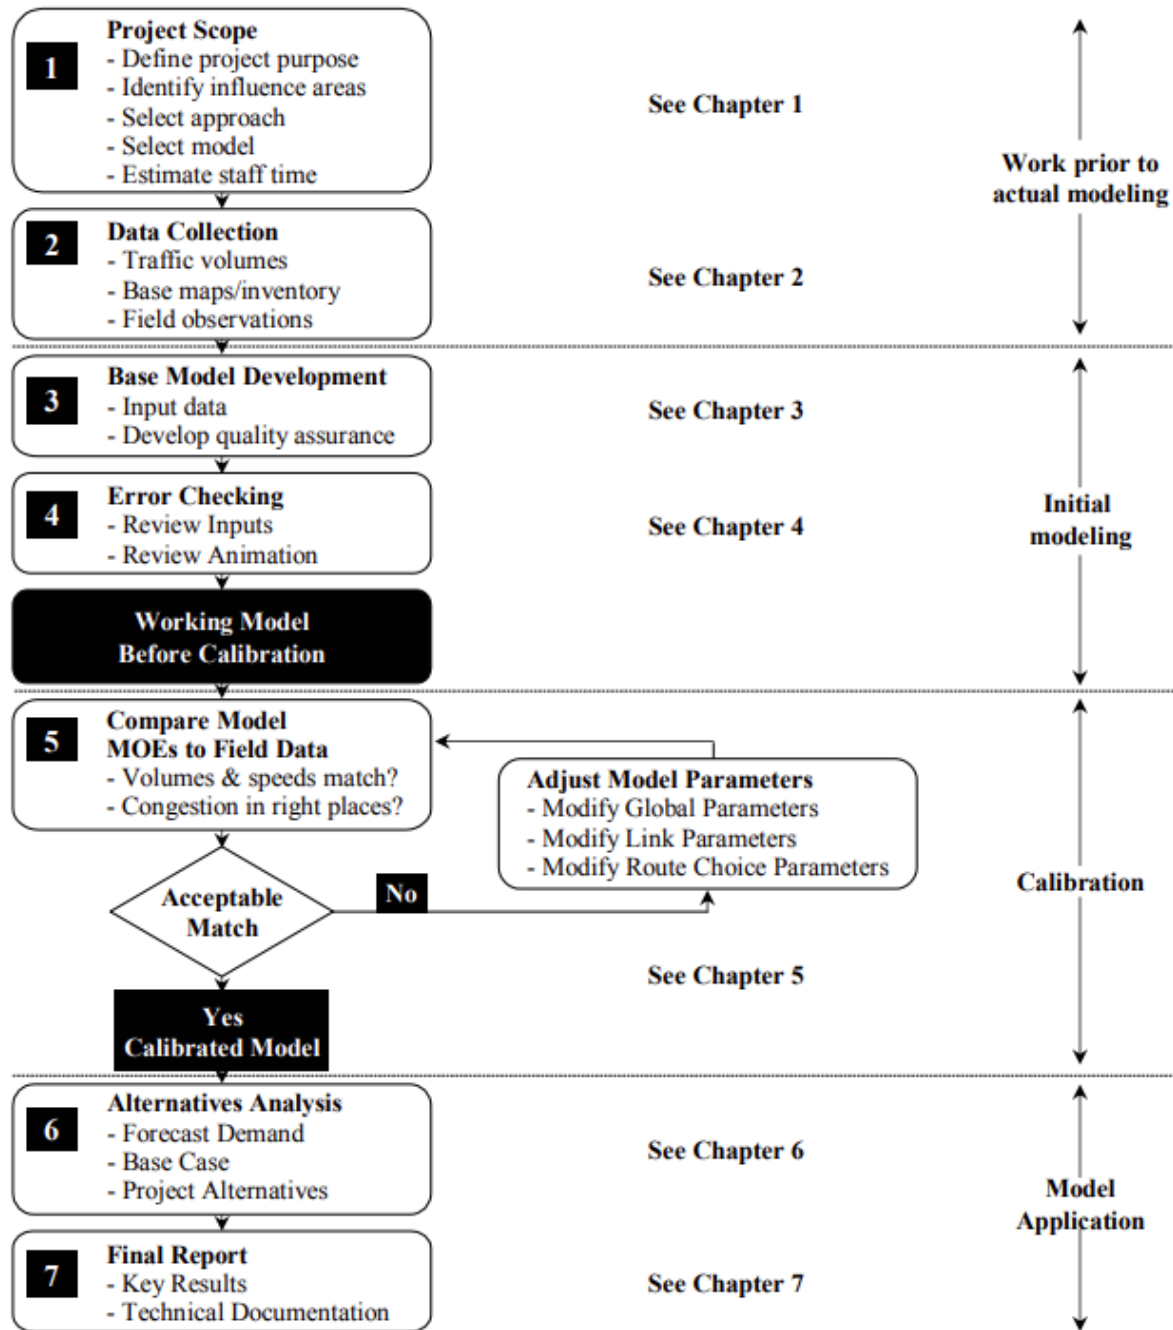 1
Project Scope
- Define project purpose
- Identify influence areas
- Select approach
- Select model
- Estimate staff time
See Chapter 1
Work prior to
actual modeling
2
Data Collection
- Traffic volumes
- Base maps/inventory
- Field observations
See Chapter 2
3
Base Model Development
- Input data
- Develop quality assurance
See Chapter 3
4
Error Checking
- Review Inputs
- Review Animation
See Chapter 4
Initial
modeling
Working Model
Before Calibration
5
Compare Model
MOEs to Field Data
- Volumes & speeds match?
- Congestion in right places?
Adjust Model Parameters
- Modify Global Parameters
- Modify Link Parameters
- Modify Route Choice Parameters
Acceptable
Match
No
Calibration
See Chapter 5
Yes
Calibrated Model
6
Alternatives Analysis
- Forecast Demand
- Base Case
- Project Alternatives
See Chapter 6
Model
Application
7
Final Report
- Key Results
- Technical Documentation
See Chapter 7